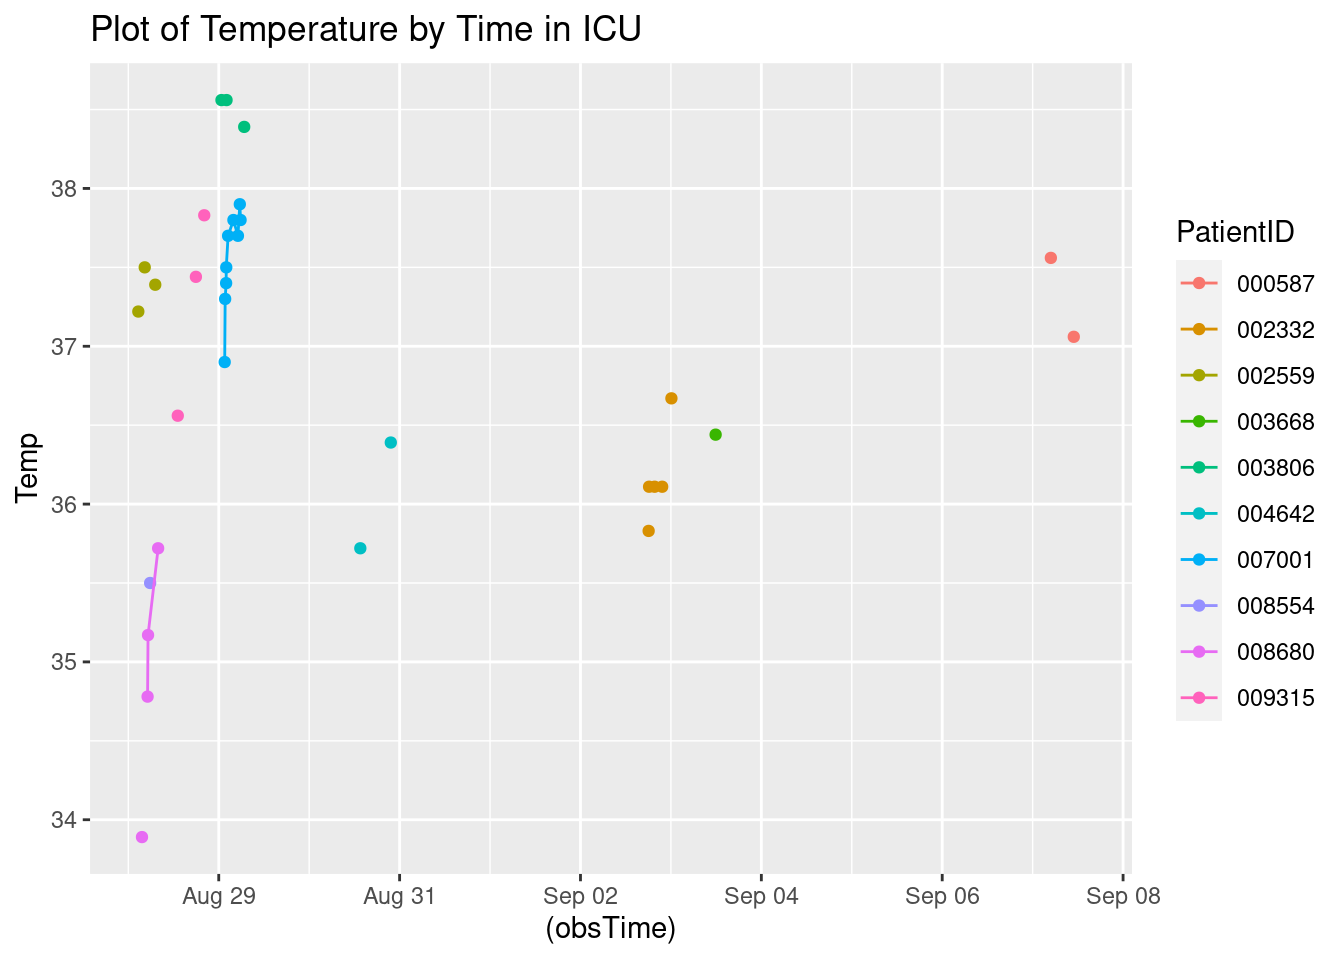 Plot of Temperature by Time in ICU
Temp
38
37
36
35
34
Aug 29
Aug 31
Sep 02
Sep 04
Sep 06
Sep 08
(obsTime)
PatientID
000587
002332
002559
003668
003806
004642
007001
008554
008680
009315